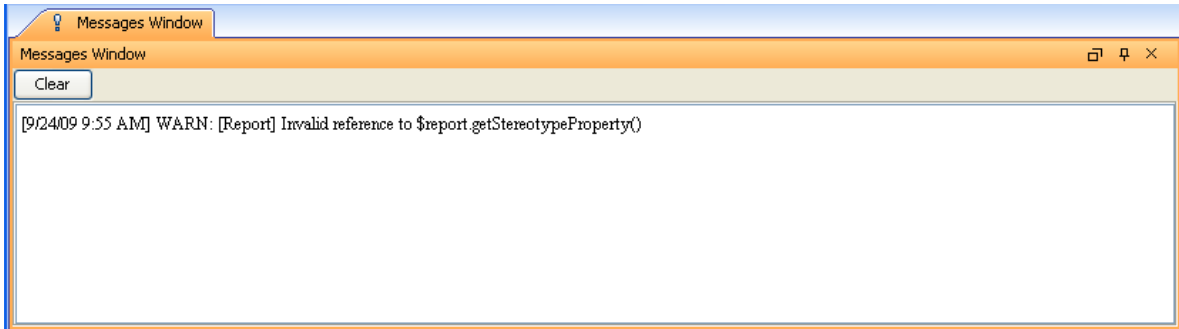 Messages Window
Messages Window
Clear
[9/24/09 9:55 AM] WARN: [Report] Invalid reference to $report.getStereotypeProperty()